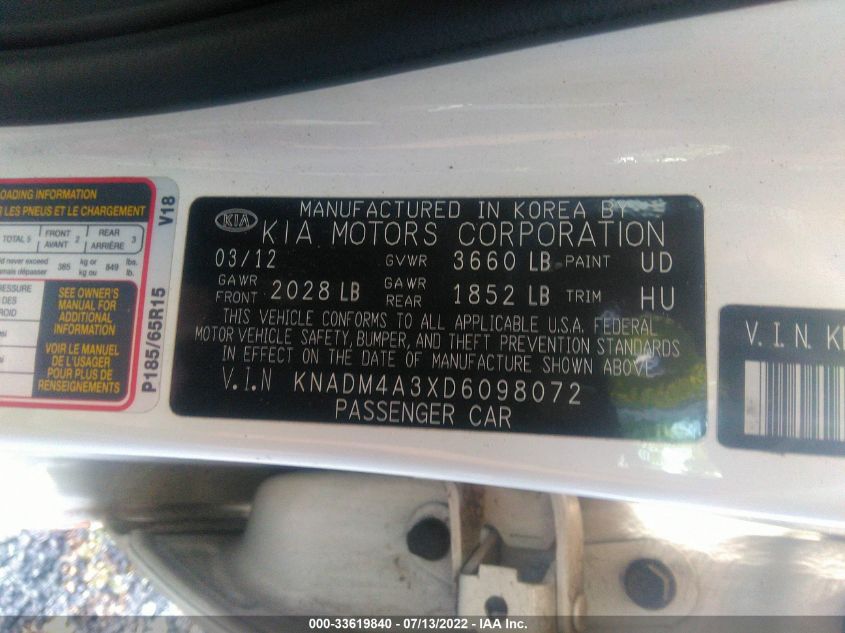 OADING INFORMATION
LES PNEUS ET LE CHARGEMENT
TOTAL 5 FRONT AVANT 2 REAR ARRIÈRE 3
never exceed
dépasser 385 kg or kg ou 849 lbs. lb.
SEE OWNER'S
MANUAL FOR
ADDITIONAL
INFORMATION
VOIR LE MANUEL
DE L'USAGER
POUR PLUS DE
RENSEIGNEMENTS
V18
P185/65R15
KIA
MANUFACTURED IN KOREA BY
KIA MOTORS CORPORATION
03/12 GVWR 3660 LB PAINT UD
GAWR FRONT 2028 LB GAWR REAR 1852 LB TRIM HU
THIS VEHICLE CONFORMS TO ALL APPLICABLE U.S.A. FEDERAL
MOTOR VEHICLE SAFETY, BUMPER, AND THEFT PREVENTION STANDARDS
IN EFFECT ON THE DATE OF MANUFACTURE SHOWN ABOVE.
V.I.N KNADM4A3XD6098072
PASSENGER CAR
V.I.N.
000-33619840 - 07/13/2022 - IAA Inc.